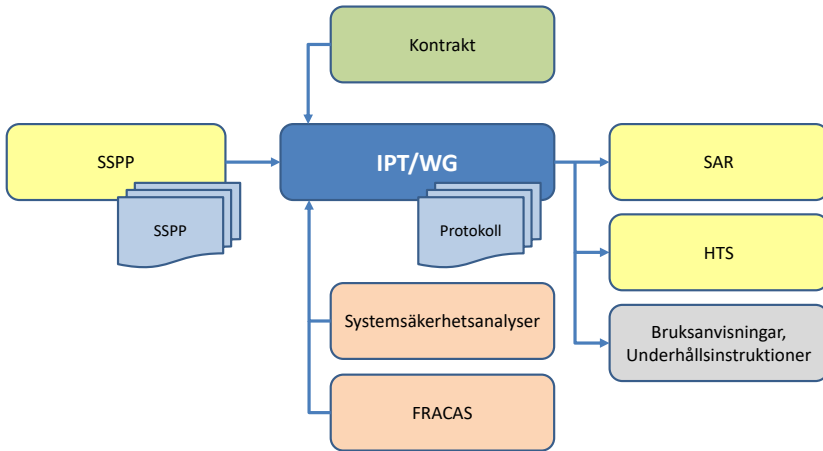 Kontrakt
SSPP
IPT/WG
SAR
SSPP
Protokoll
HTS
Systemsäkerhetsanalyser
Bruksanvisningar,
Underhållsinstruktioner
FRACAS